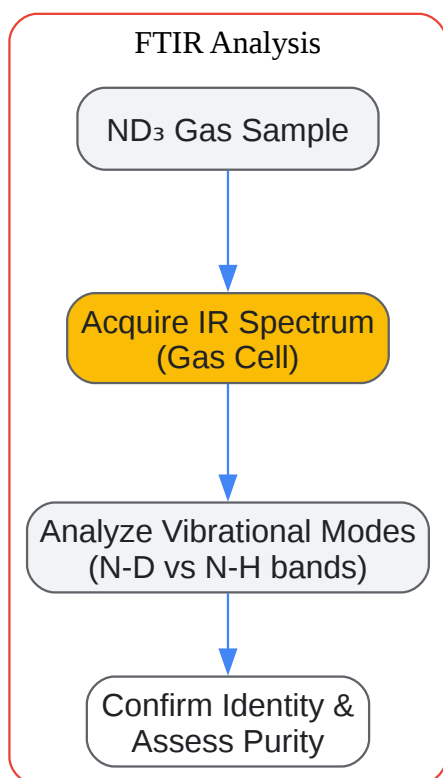 FTIR Analysis
ND₃ Gas Sample
Acquire IR Spectrum
(Gas Cell)
Analyze Vibrational Modes
(N-D vs N-H bands)
Confirm Identity &
Assess Purity